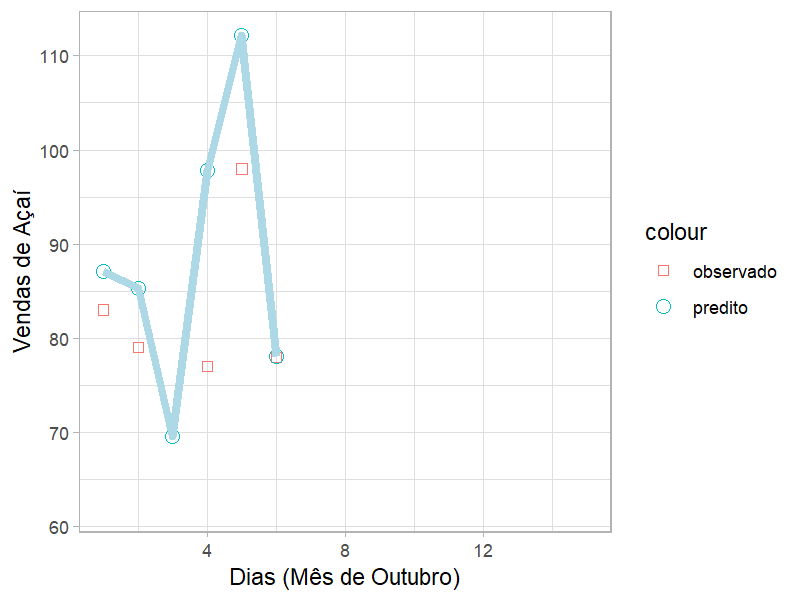 110
100
90
80
70
60
4 8 12
Vendas de Açaí
Dias (Mês de Outubro)
colour
observado
predito